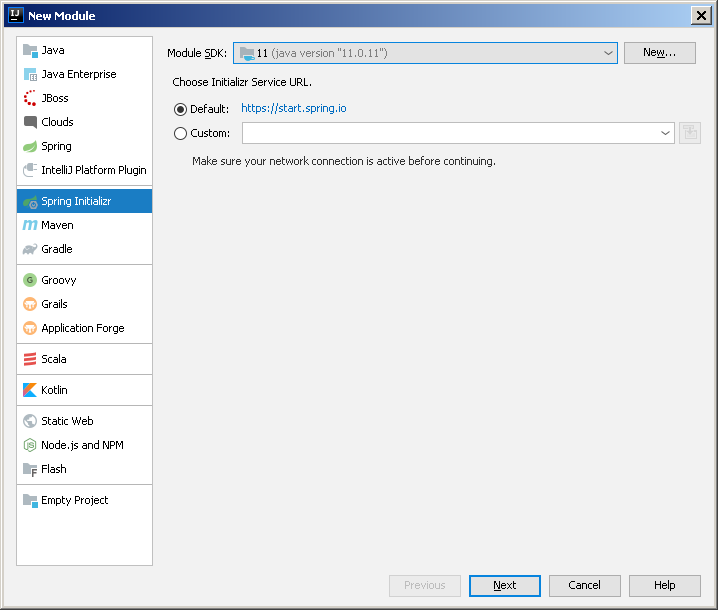 New Module
Java
Java Enterprise
JBoss
Clouds
Spring
IntelliJ Platform Plugin
Spring Initializr
Maven
Gradle
Groovy
Grails
Application Forge
Scala
Kotlin
Static Web
Node.js and NPM
Flash
Empty Project
Module SDK: 11 (java version "11.0.11") New...
Choose Initializr Service URL.
Default: https://start.spring.io
Custom:
Make sure your network connection is active before continuing.
Previous Next Cancel Help